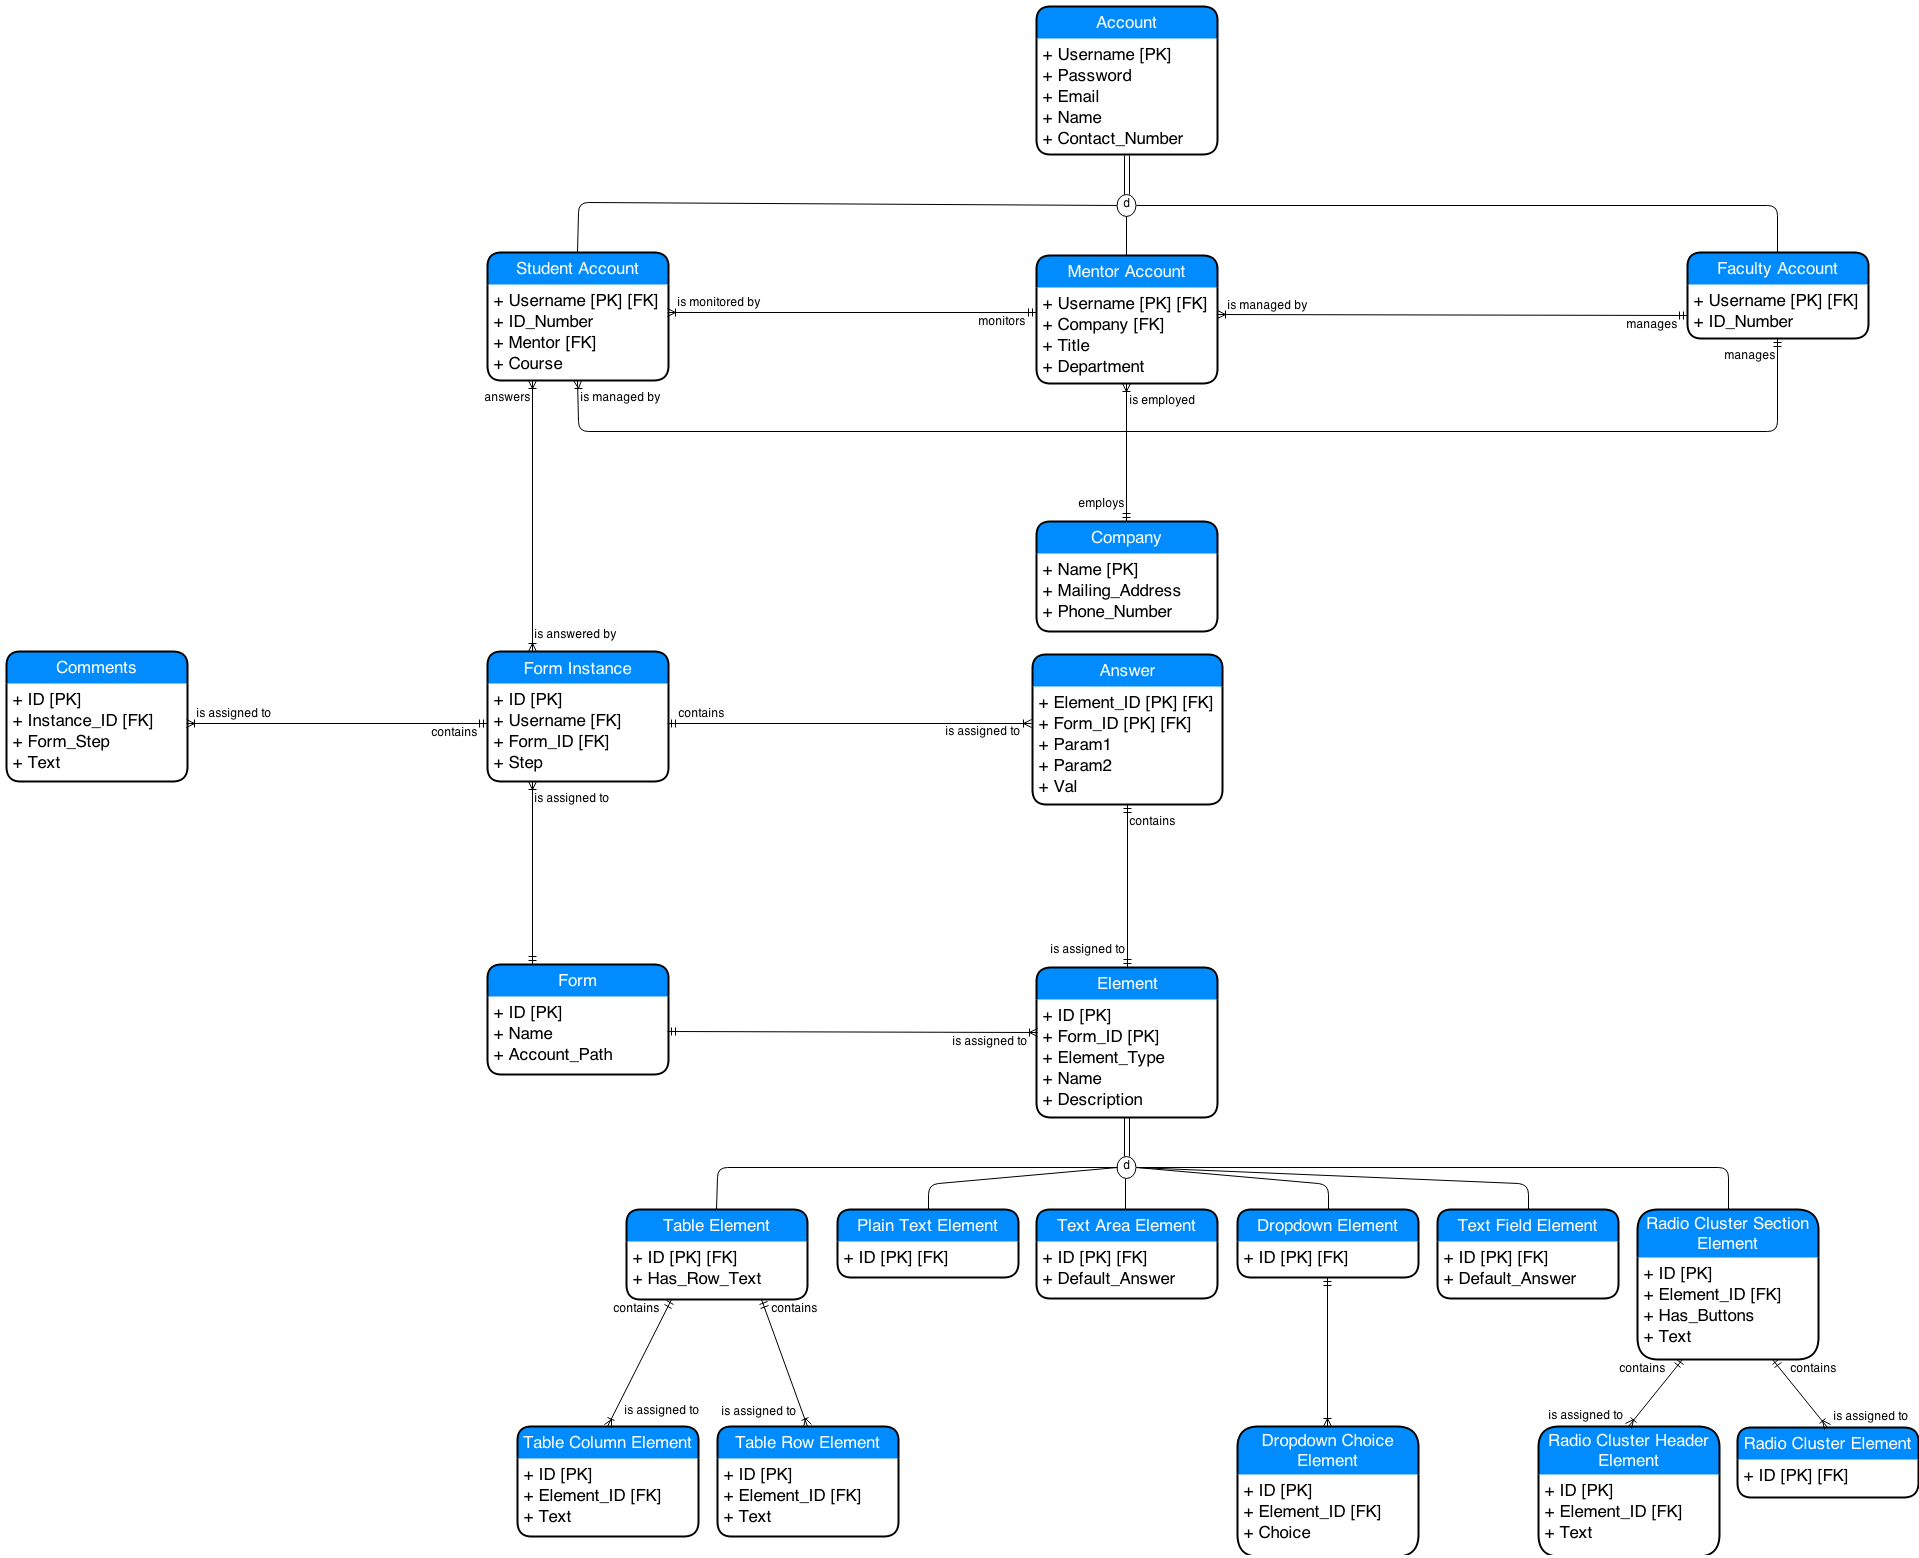 Account
+ Username [PK]
+ Password
+ Email
+ Name
+ Contact_Number
d
Student Account
+ Username [PK] [FK]
+ ID_Number
+ Mentor [FK]
+ Course
is monitored by
monitors
Mentor Account
+ Username [PK] [FK]
+ Company [FK]
+ Title
+ Department
is managed by
manages
Faculty Account
+ Username [PK] [FK]
+ ID_Number
manages
answers
is managed by
is employed
employs
Company
+ Name [PK]
+ Mailing_Address
+ Phone_Number
is answered by
Comments
+ ID [PK]
+ Instance_ID [FK]
+ Form_Step
+ Text
is assigned to
contains
Form Instance
+ ID [PK]
+ Username [FK]
+ Form_ID [FK]
+ Step
contains
is assigned to
Answer
+ Element_ID [PK] [FK]
+ Form_ID [PK] [FK]
+ Param1
+ Param2
+ Val
is assigned to
contains
is assigned to
Form
+ ID [PK]
+ Name
+ Account_Path
is assigned to
Element
+ ID [PK]
+ Form_ID [PK]
+ Element_Type
+ Name
+ Description
d
Table Element
+ ID [PK] [FK]
+ Has_Row_Text
Plain Text Element
+ ID [PK] [FK]
Text Area Element
+ ID [PK] [FK]
+ Default_Answer
Dropdown Element
+ ID [PK] [FK]
Text Field Element
+ ID [PK] [FK]
+ Default_Answer
Radio Cluster Section
Element
+ ID [PK]
+ Element_ID [FK]
+ Has_Buttons
+ Text
contains
contains
contains
contains
is assigned to
is assigned to
is assigned to
is assigned to
Table Column Element
+ ID [PK]
+ Element_ID [FK]
+ Text
Table Row Element
+ ID [PK]
+ Element_ID [FK]
+ Text
Dropdown Choice
Element
+ ID [PK]
+ Element_ID [FK]
+ Choice
Radio Cluster Header
Element
+ ID [PK]
+ Element_ID [FK]
+ Text
Radio Cluster Element
+ ID [PK] [FK]